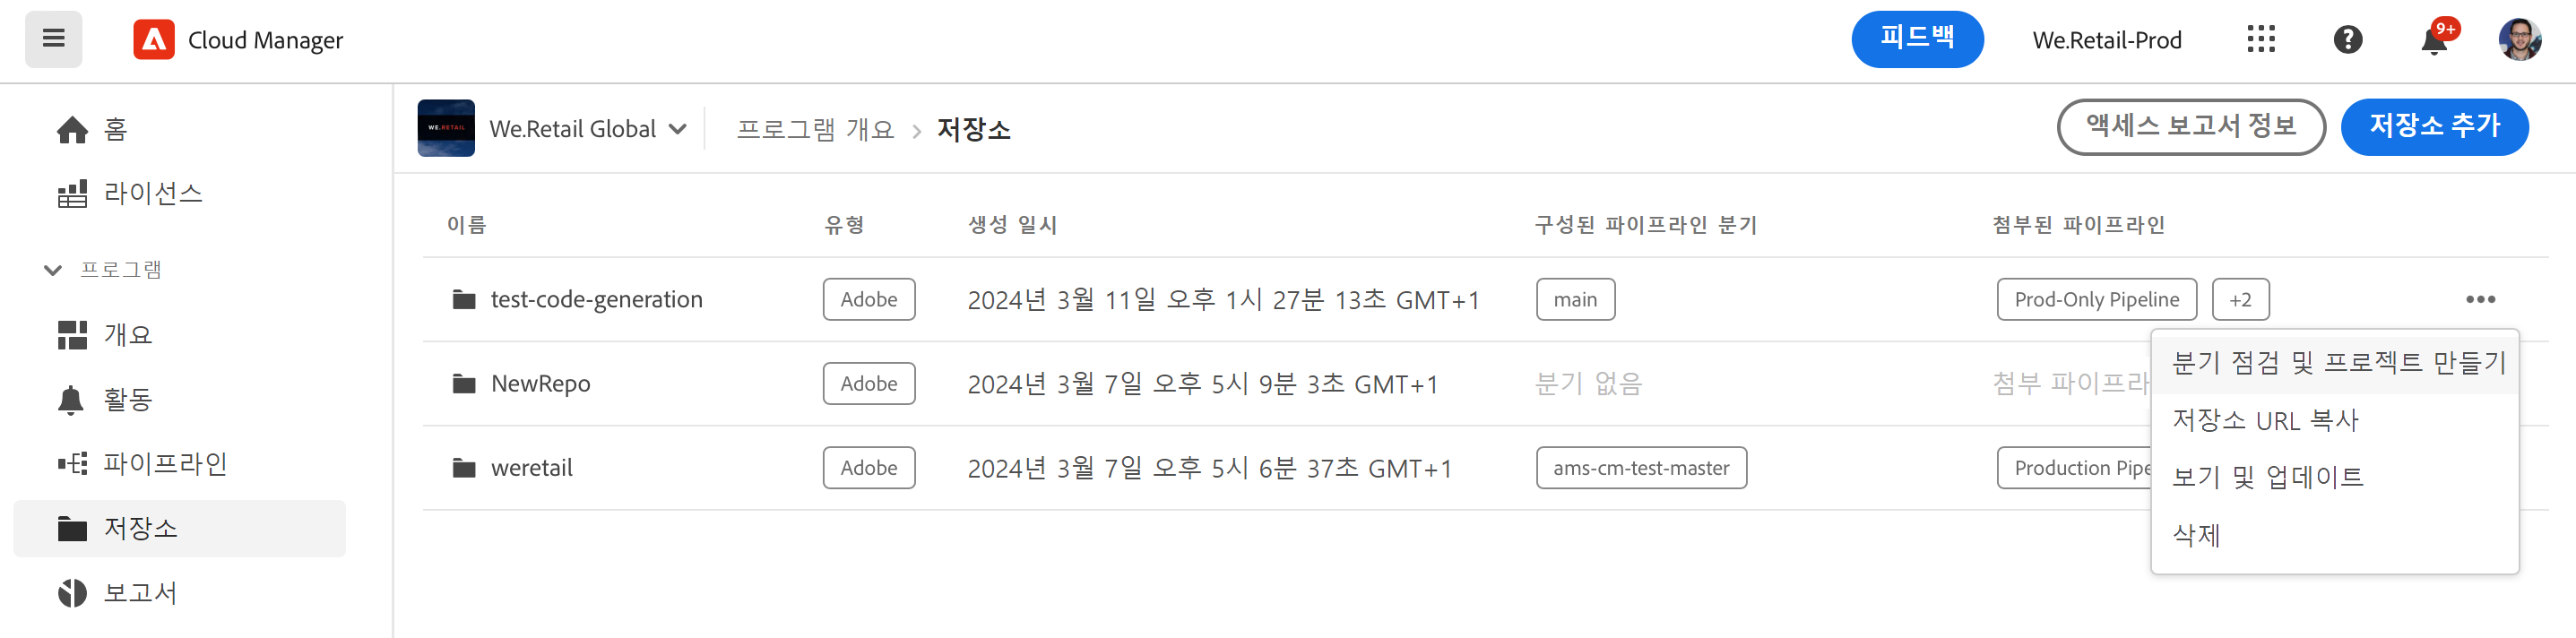 Cloud Manager 피드백 We.Retail-Prod 9+
WE.RETAIL We.Retail Global 프로그램 개요 > 저장소 액세스 보고서 정보 저장소 추가
홈
라이선스
프로그램
개요
활동
파이프라인
저장소
보고서
이름 유형 생성 일시 구성된 파이프라인 분기 첨부된 파이프라인
test-code-generation Adobe 2024년 3월 11일 오후 1시 27분 13초 GMT+1 main Prod-Only Pipeline +2
NewRepo Adobe 2024년 3월 7일 오후 5시 9분 3초 GMT+1 분기 없음 첨부 파이프라
weretail Adobe 2024년 3월 7일 오후 5시 6분 37초 GMT+1 ams-cm-test-master Production Pipe
분기 점검 및 프로젝트 만들기
저장소 URL 복사
보기 및 업데이트
삭제